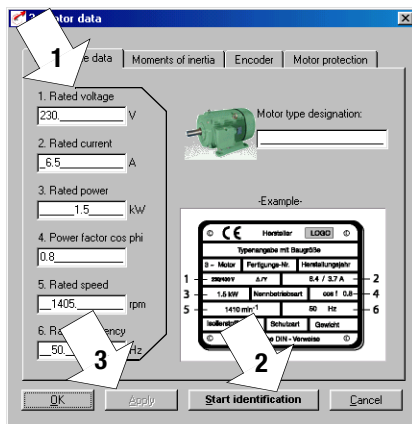 otor data
1
e data
Moments of inertia
Encoder
Motor protection
1. Rated voltage
230. V
Motor type designation:
2. Rated current
6.5 A
3. Rated power
1.5 kW
-Example-
4. Power factor cos phi
0.8
5. Rated speed
1405. rpm
6. Ra ency
50. Hz
© CE Hersteller LOGO ©
Typenangabe mit Baugröße
3 - Motor Fertigungs-Nr. Herstellungsjahr
1 230/400 V Δ/Y 6.4 / 3.7 A 2
3 1.5 kW Nennbetriebsart cos f 0.8 4
5 1410 min-1 50 Hz 6
Schutzart Gewicht
© DIN - Vorweise ©
3
2
OK
Apply
Start identification
Cancel